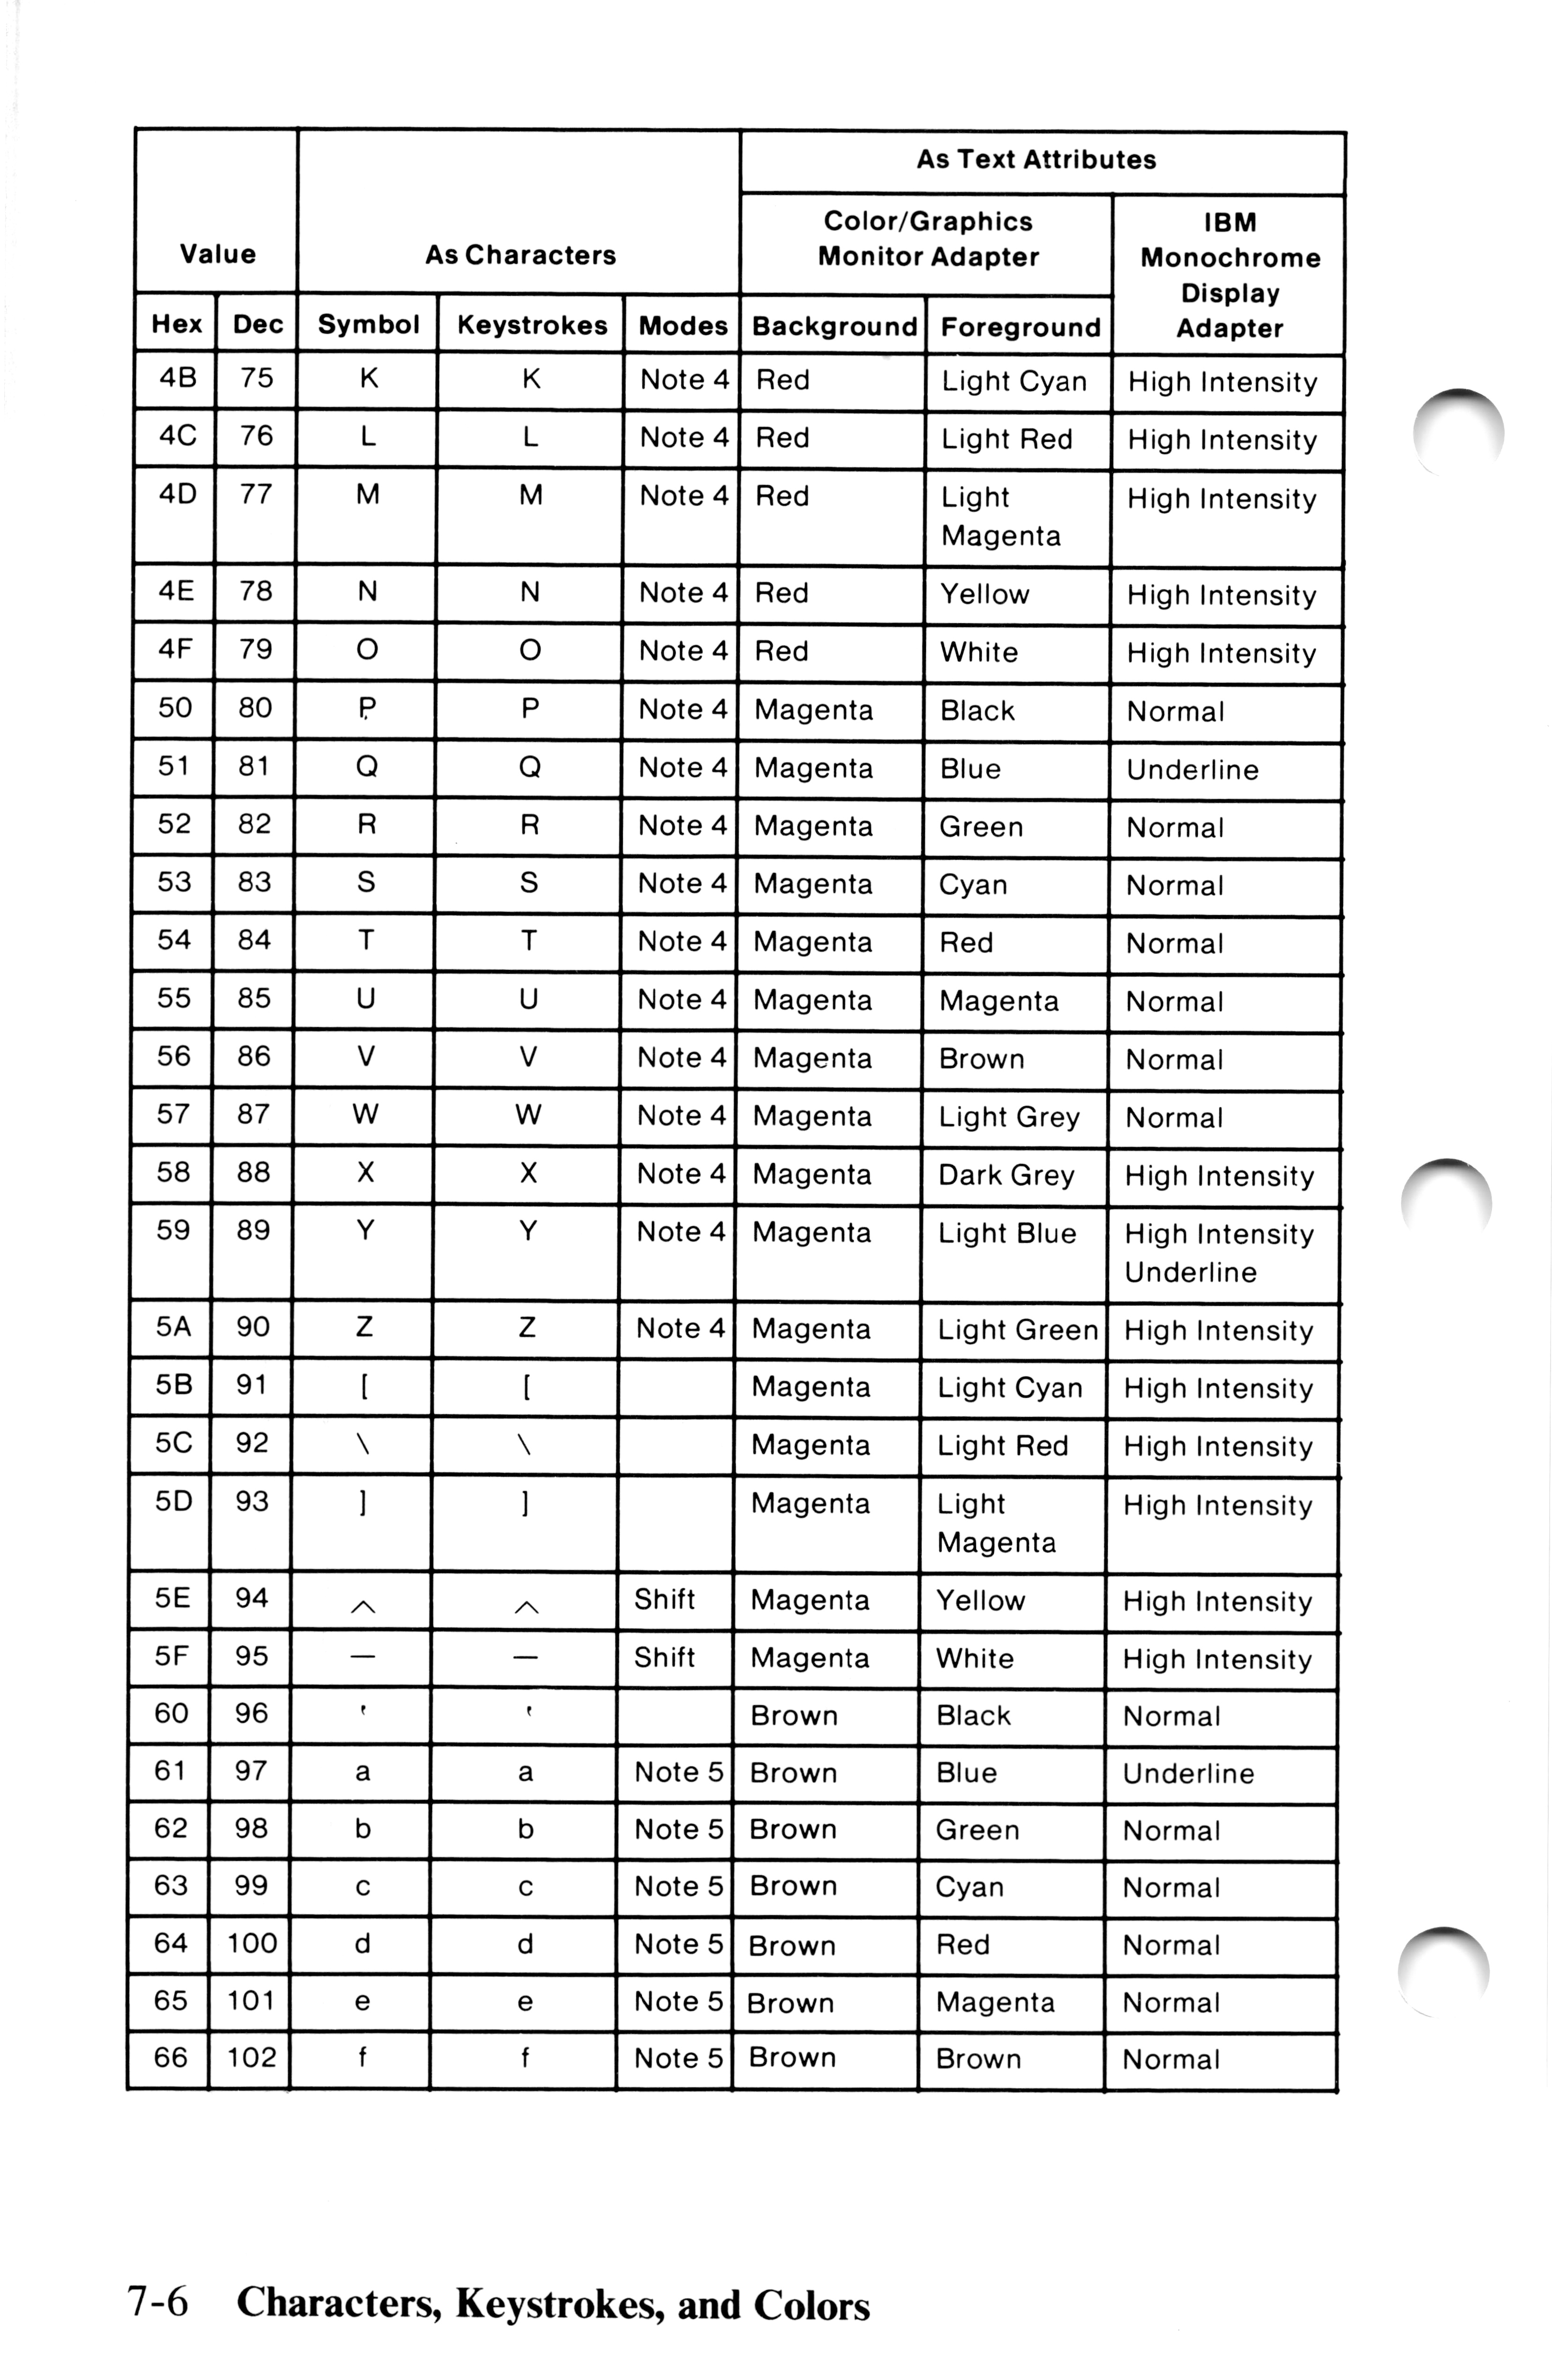 As Text Attributes
Value As Characters Color/Graphics Monitor Adapter IBM Monochrome Display Adapter
Hex Dec Symbol Keystrokes Modes Background Foreground
4B 75 K K Note 4 Red Light Cyan High Intensity
4C 76 L L Note 4 Red Light Red High Intensity
4D 77 M M Note 4 Red Light Magenta High Intensity
4E 78 N N Note 4 Red Yellow High Intensity
4F 79 O O Note 4 Red White High Intensity
50 80 P P Note 4 Magenta Black Normal
51 81 Q Q Note 4 Magenta Blue Underline
52 82 R R Note 4 Magenta Green Normal
53 83 S S Note 4 Magenta Cyan Normal
54 84 T T Note 4 Magenta Red Normal
55 85 U U Note 4 Magenta Magenta Normal
56 86 V V Note 4 Magenta Brown Normal
57 87 W W Note 4 Magenta Light Grey Normal
58 88 X X Note 4 Magenta Dark Grey High Intensity
59 89 Y Y Note 4 Magenta Light Blue High Intensity Underline
5A 90 Z Z Note 4 Magenta Light Green High Intensity
5B 91 [ [ Magenta Light Cyan High Intensity
5C 92 \ \ Magenta Light Red High Intensity
5D 93 ] ] Magenta Light Magenta High Intensity
5E 94 ^ ^ Shift Magenta Yellow High Intensity
5F 95 — — Shift Magenta White High Intensity
60 96 ' ' Brown Black Normal
61 97 a a Note 5 Brown Blue Underline
62 98 b b Note 5 Brown Green Normal
63 99 c c Note 5 Brown Cyan Normal
64 100 d d Note 5 Brown Red Normal
65 101 e e Note 5 Brown Magenta Normal
66 102 f f Note 5 Brown Brown Normal
7-6 Characters, Keystrokes, and Colors